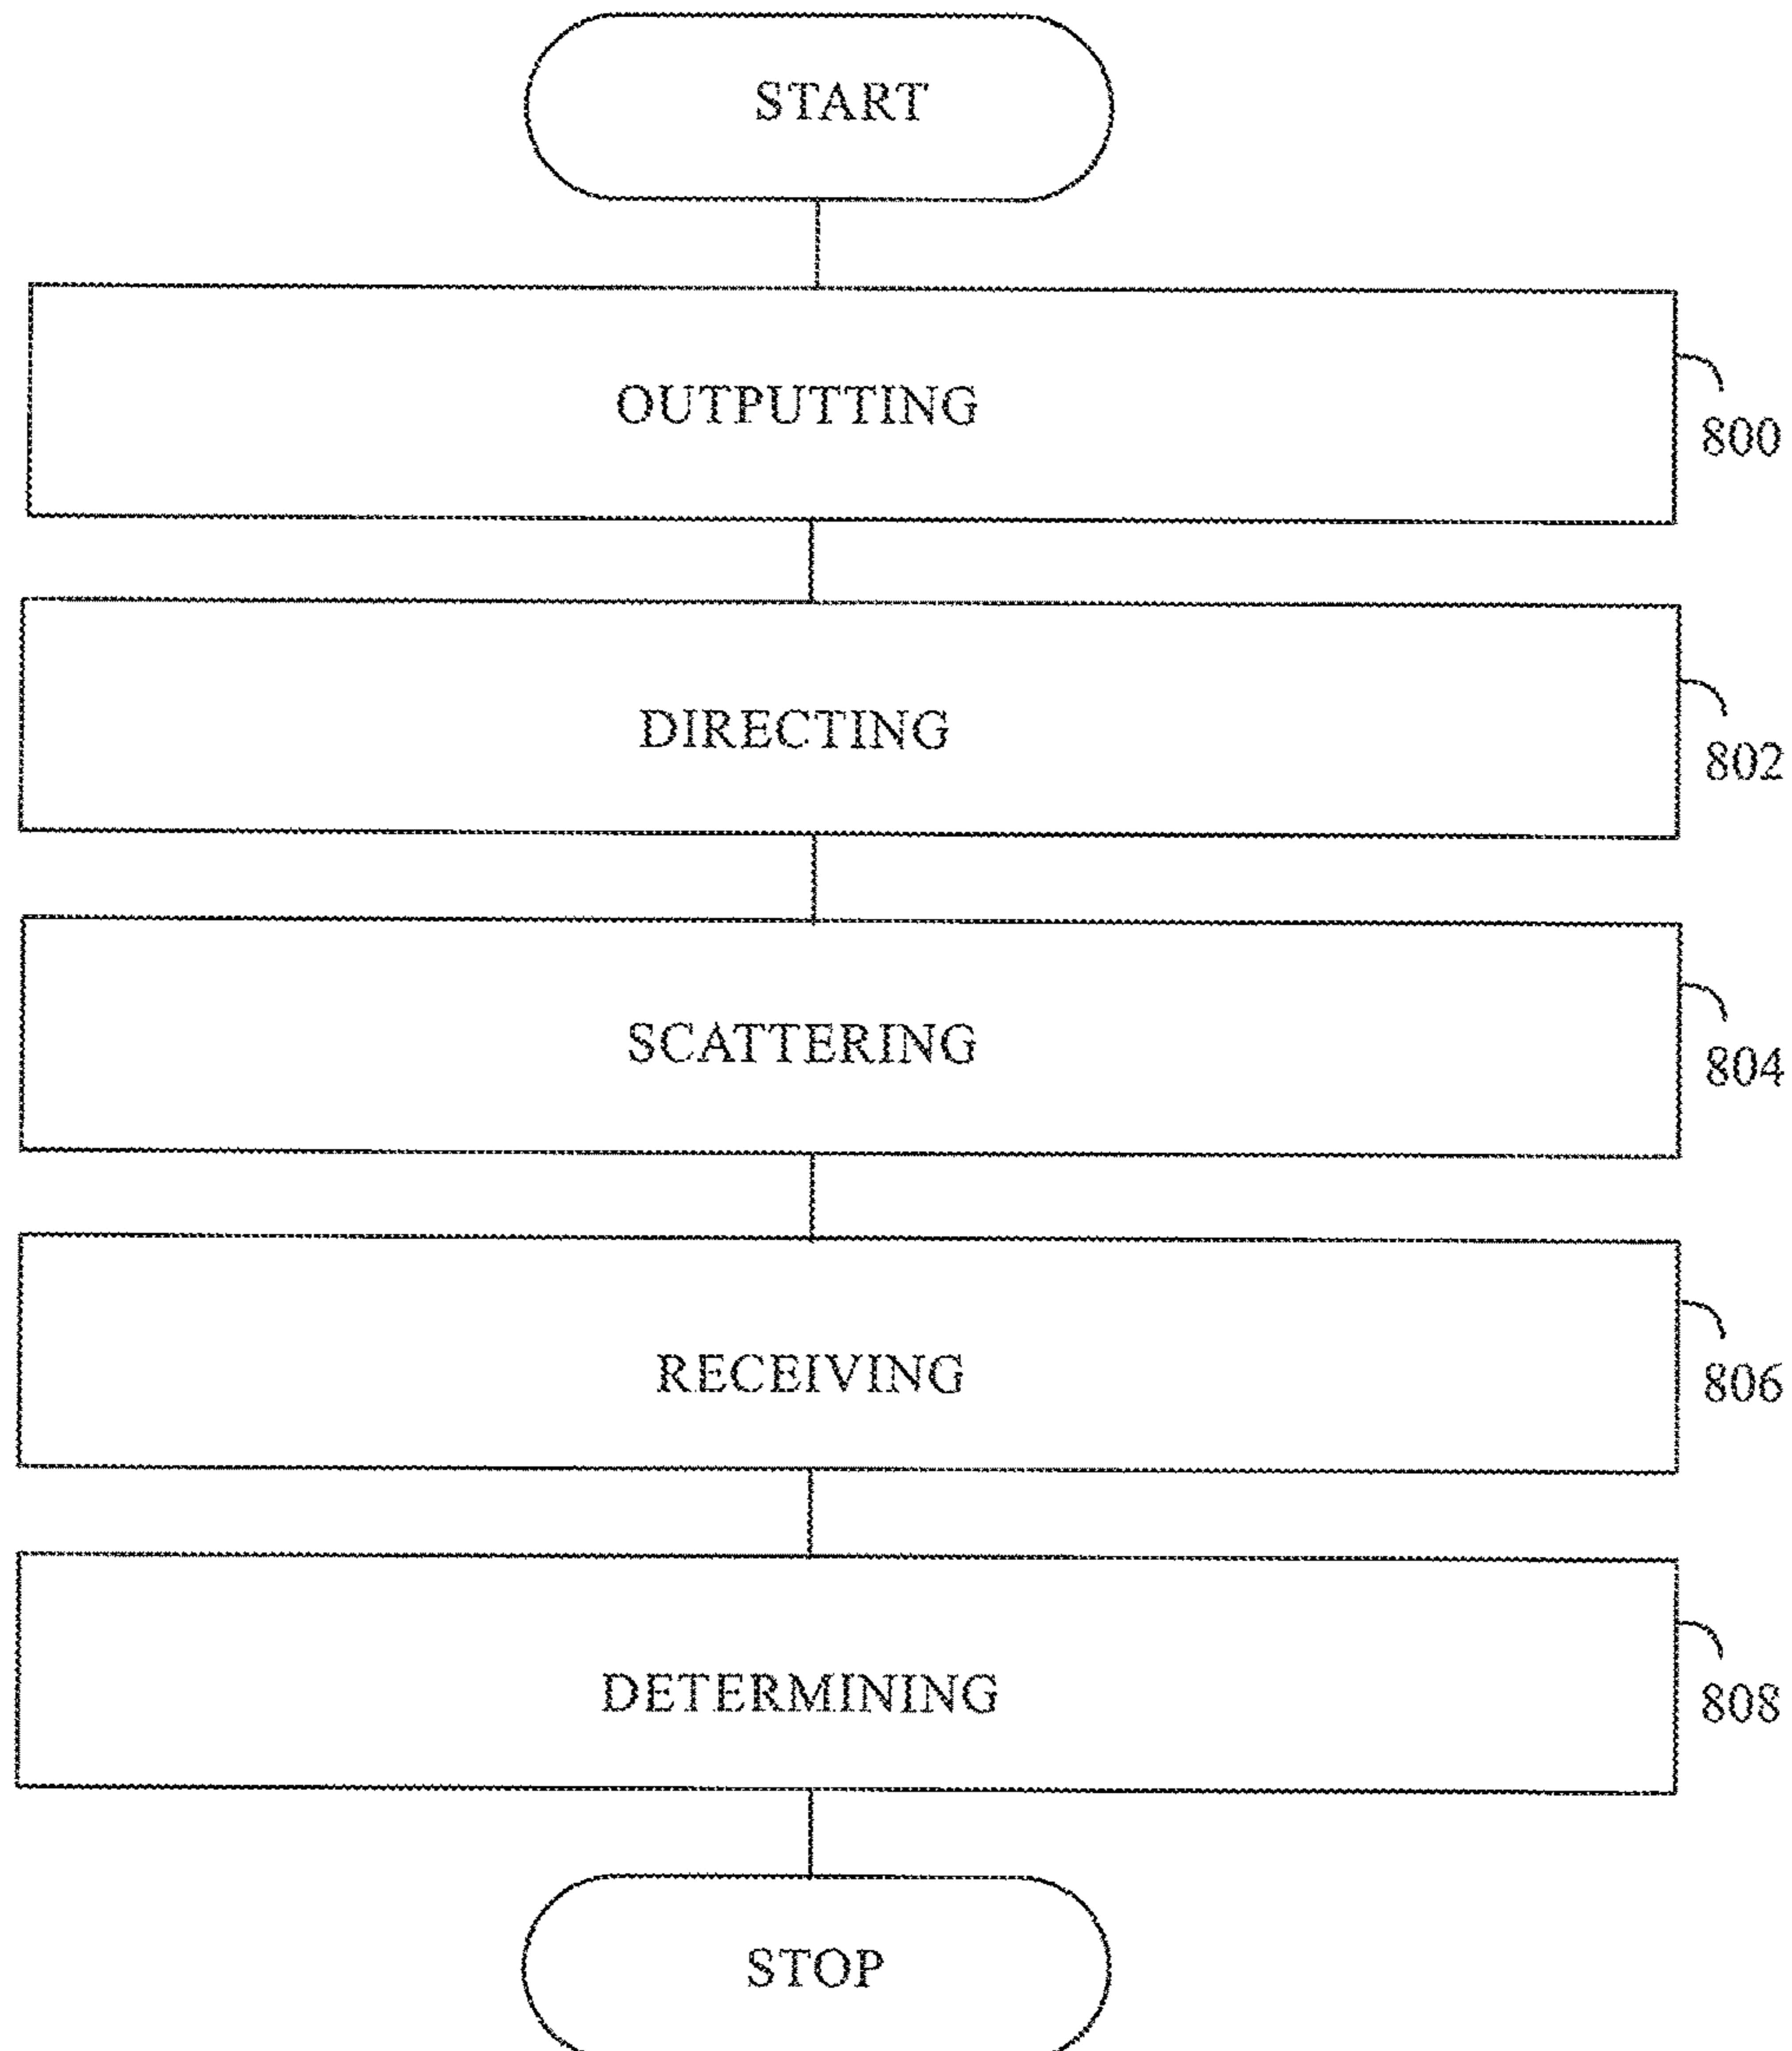 START
OUTPUTTING
800
DIRECTING
802
SCATTERING
804
RECEIVING
806
DETERMINING
808
STOP